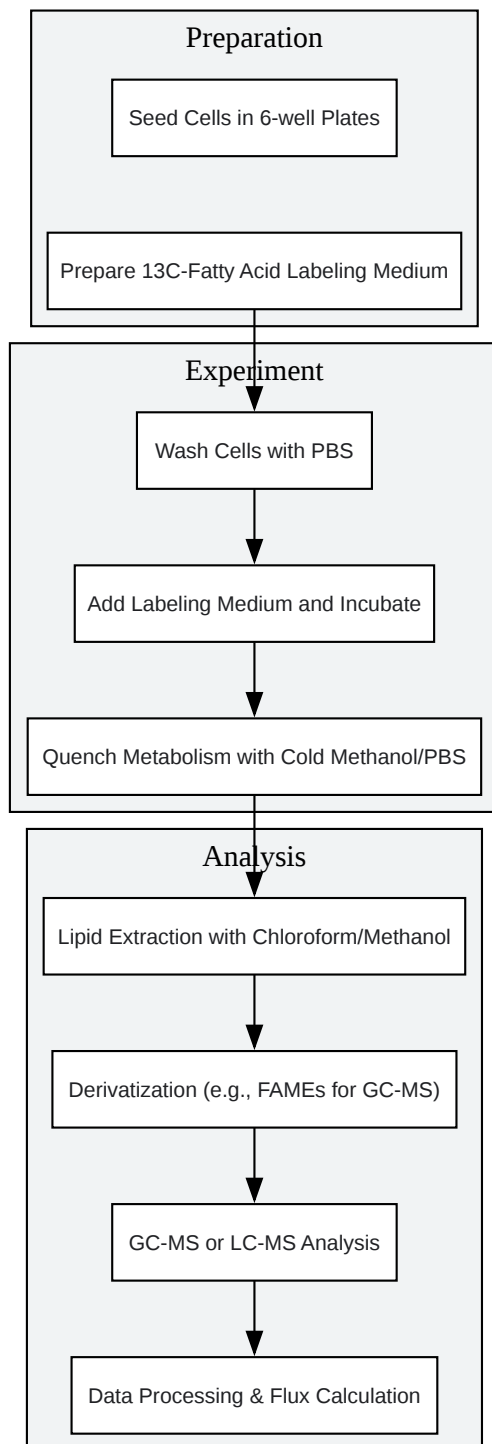 Preparation
Seed Cells in 6-well Plates
Prepare 13C-Fatty Acid Labeling Medium
Experiment
Wash Cells with PBS
Add Labeling Medium and Incubate
Quench Metabolism with Cold Methanol/PBS
Analysis
Lipid Extraction with Chloroform/Methanol
Derivatization (e.g., FAMEs for GC-MS)
GC-MS or LC-MS Analysis
Data Processing & Flux Calculation